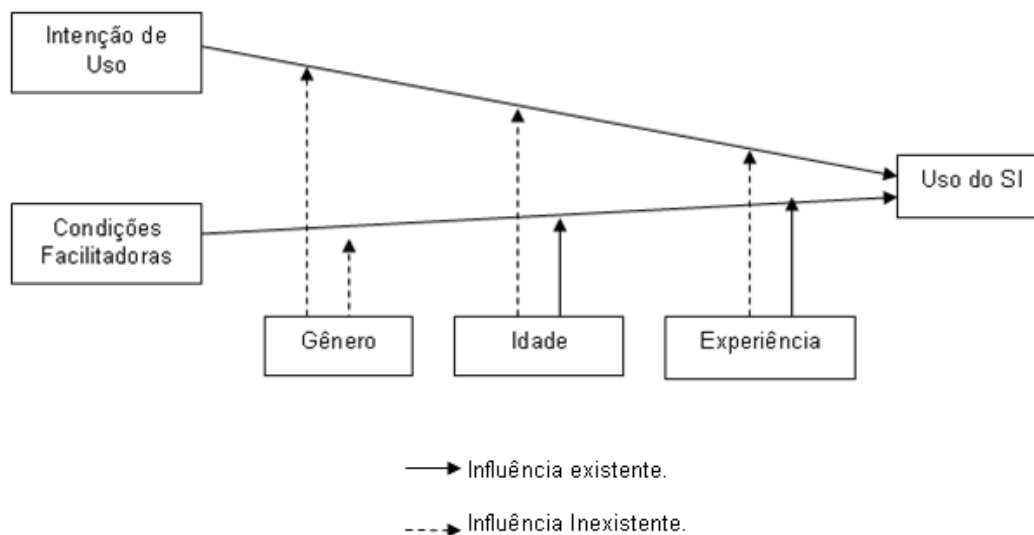 Intenção de
Uso
Uso do SI
Condições
Facilitadoras
Gênero
Idade
Experiência
Influência existente.
Influência Inexistente.